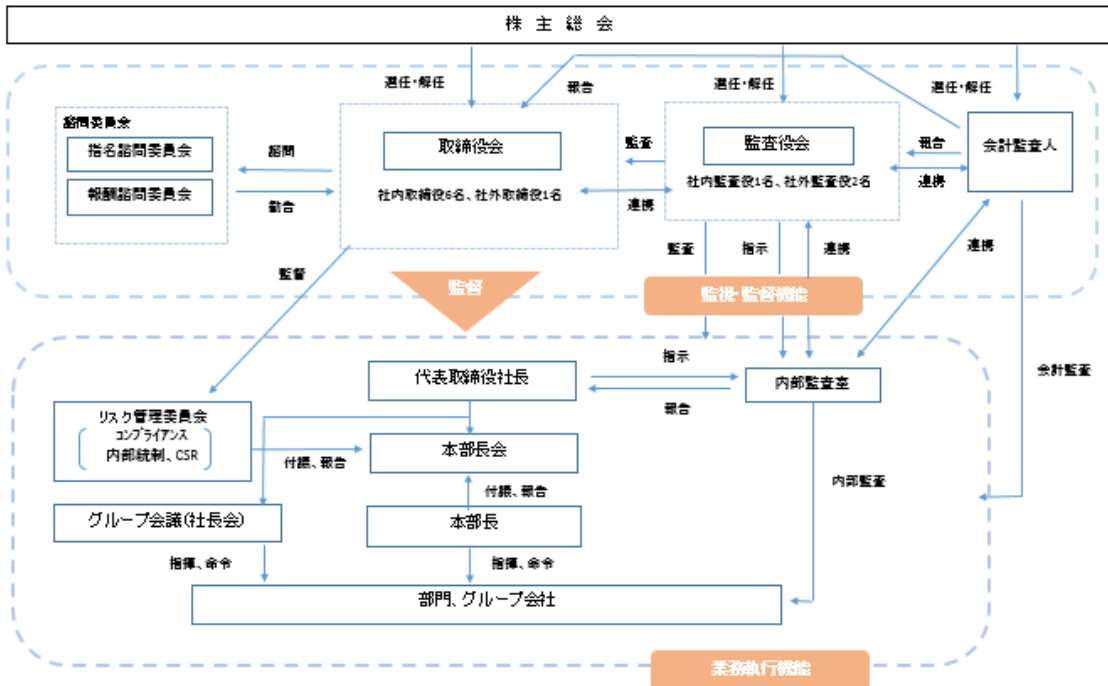 株主総会
選任・解任
報告
選任・解任
選任・解任
諮問委員会
指名諮問委員会
報酬諮問委員会
諮問
勧告
取締役会
社内取締役6名、社外取締役1名
監査
連携
監査役会
社内監査役1名、社外監査役2名
報告
連携
会計監査人
監督
監督
監査
指示
連携
連携
監視・監督機能
代表取締役社長
指示
報告
内部監査室
会計監査
リスク管理委員会
コンプライアンス
内部統制、CSR
付議、報告
本部長会
付議、報告
内部監査
グループ会議(社長会)
本部長
指揮、命令
指揮、命令
部門、グループ会社
業務執行機能